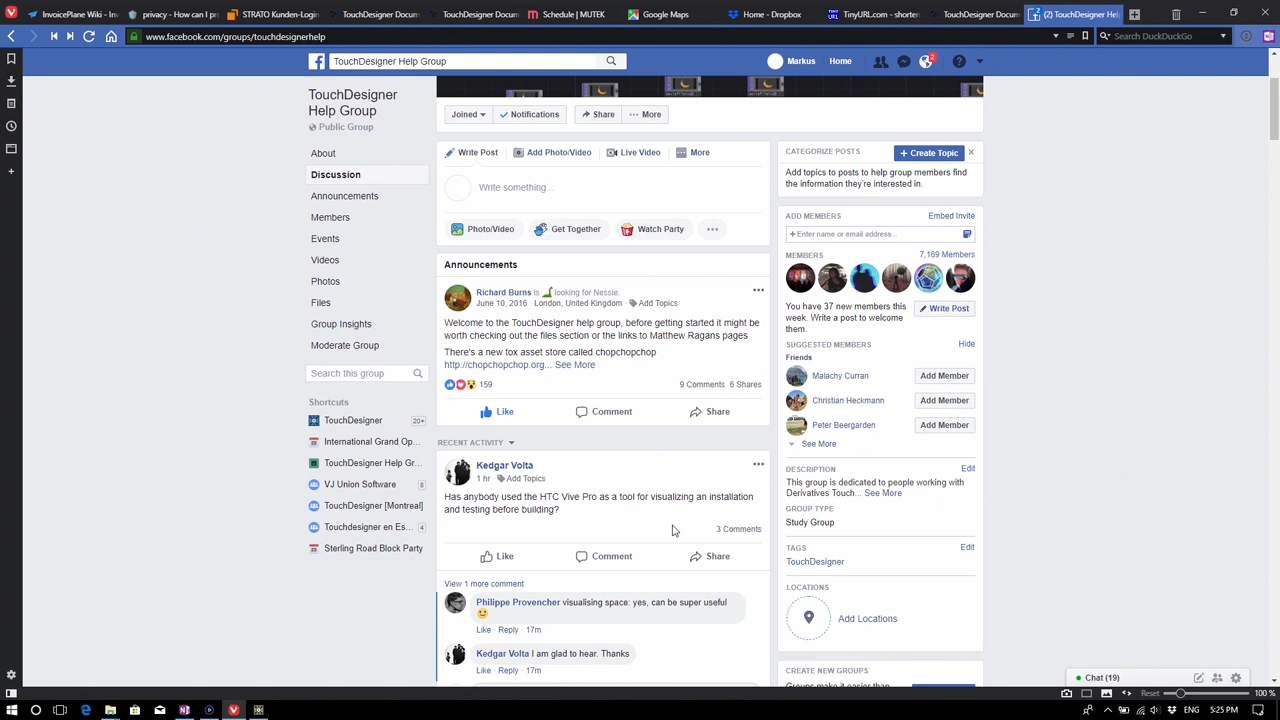 InvoicePlane Wiki - Inv
Privacy - How can I pr
STRATO Kunden-Logi
TouchDesigner Docum
Schedule | MUTEK
Google Maps
Home - Dropbox
TinyURL.com - shorten
TouchDesigner Docum
(2) TouchDesigner Hel
www.facebook.com/groups/touchdesignerhelp
Search DuckDuckGo
TouchDesigner Help Group
Markus
Home
2
TouchDesigner
Help Group
Public Group
About
Discussion
Announcements
Members
Events
Videos
Photos
Files
Group Insights
Moderate Group
Search this group
Shortcuts
TouchDesigner 20+
International Grand Op...
TouchDesigner Help Gr...
VJ Union Software 8
TouchDesigner [Montreal]
Touchdesigner en Es... 4
Sterling Road Block Party
Joined
Notifications
Share
More
Write Post
Add Photo/Video
Live Video
More
Write something...
Photo/Video
Get Together
Watch Party
Announcements
Richard Burns is looking for Nessie.
June 10, 2016 · London, United Kingdom · Add Topics
Welcome to the TouchDesigner help group, before getting started it might be
worth checking out the files section or the links to Matthew Ragans pages
There's a new tox asset store called chopchopchop
http://chopchopchop.org... See More
159
9 Comments 6 Shares
Like
Comment
Share
RECENT ACTIVITY
Kedgar Volta
1 hr · Add Topics
Has anybody used the HTC Vive Pro as a tool for visualizing an installation
and testing before building?
3 Comments
Like
Comment
Share
View 1 more comment
Philippe Provencher visualising space: yes, can be super useful
Like · Reply · 17m
Kedgar Volta I am glad to hear. Thanks
Like · Reply · 17m
CATEGORIZE POSTS
+ Create Topic
Add topics to posts to help group members find
the information they're interested in.
ADD MEMBERS
Embed Invite
+ Enter name or email address...
MEMBERS
7,169 Members
You have 37 new members this
week. Write a post to welcome
them.
Write Post
SUGGESTED MEMBERS
Hide
Friends
Malachy Curran
Add Member
Christian Heckmann
Add Member
Peter Beergarden
Add Member
See More
DESCRIPTION
Edit
This group is dedicated to people working with
Derivatives Touch... See More
GROUP TYPE
Study Group
TAGS
Edit
TouchDesigner
LOCATIONS
Add Locations
CREATE NEW GROUPS
Chat (19)
Reset
100 %
ENG
5:25 PM